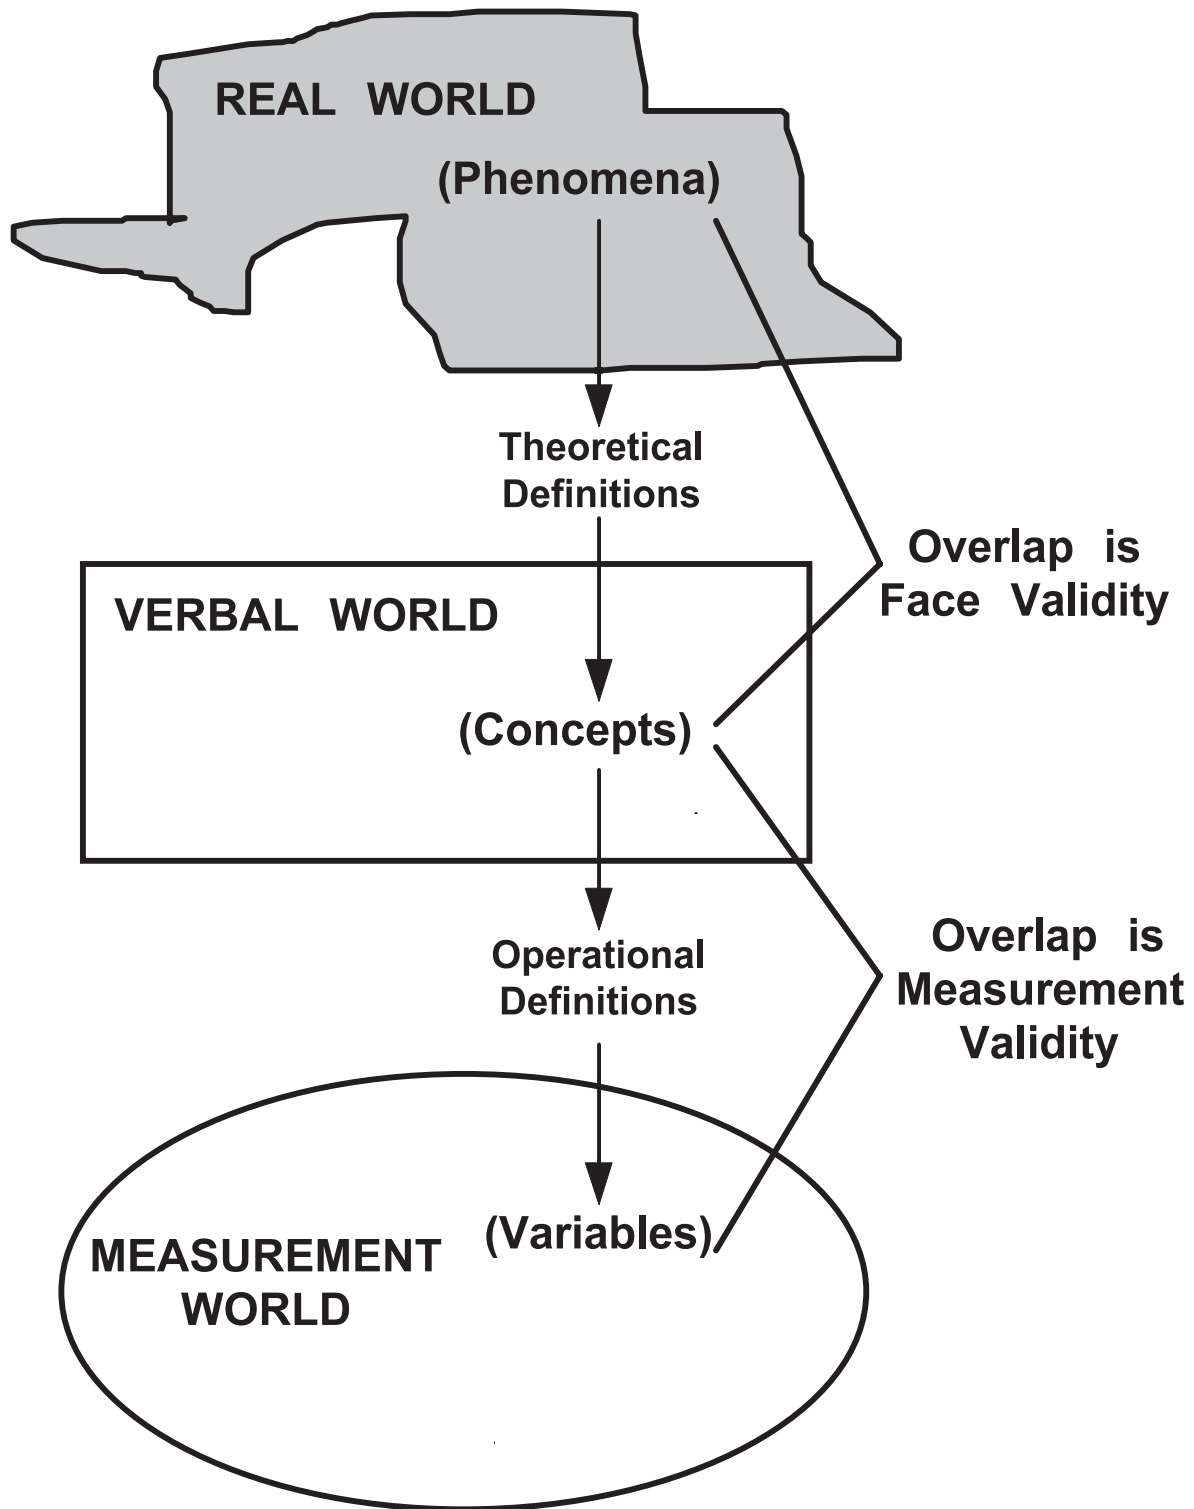 REAL WORLD
(Phenomena)
Theoretical
Definitions
Overlap is
Face Validity
VERBAL WORLD
(Concepts)
Operational
Definitions
Overlap is
Measurement
Validity
(Variables)
MEASUREMENT
WORLD